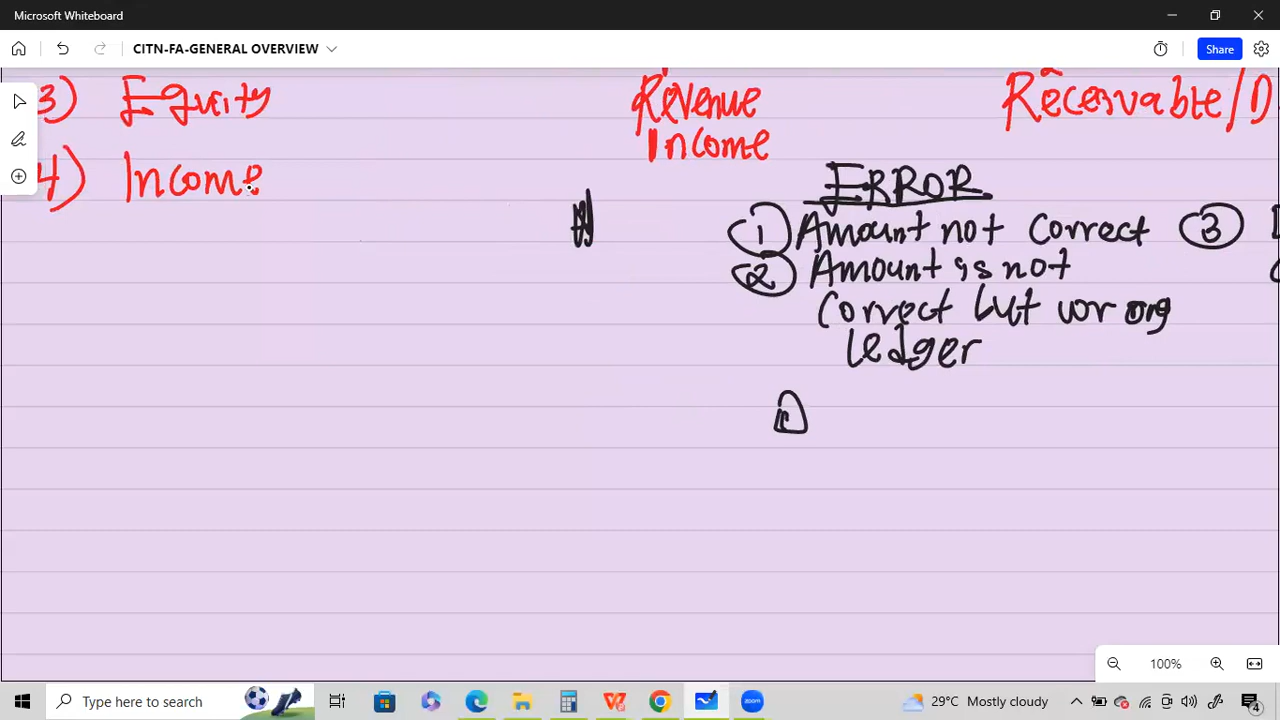 Microsoft Whiteboard
CITN-FA-GENERAL OVERVIEW
Share
3) Equity
Revenue
Income
Receivable/D
4) Income
ERROR
1 Amount not correct 3
2 Amount is not
correct but wrong
ledger
100%
Type here to search
29°C Mostly cloudy
4